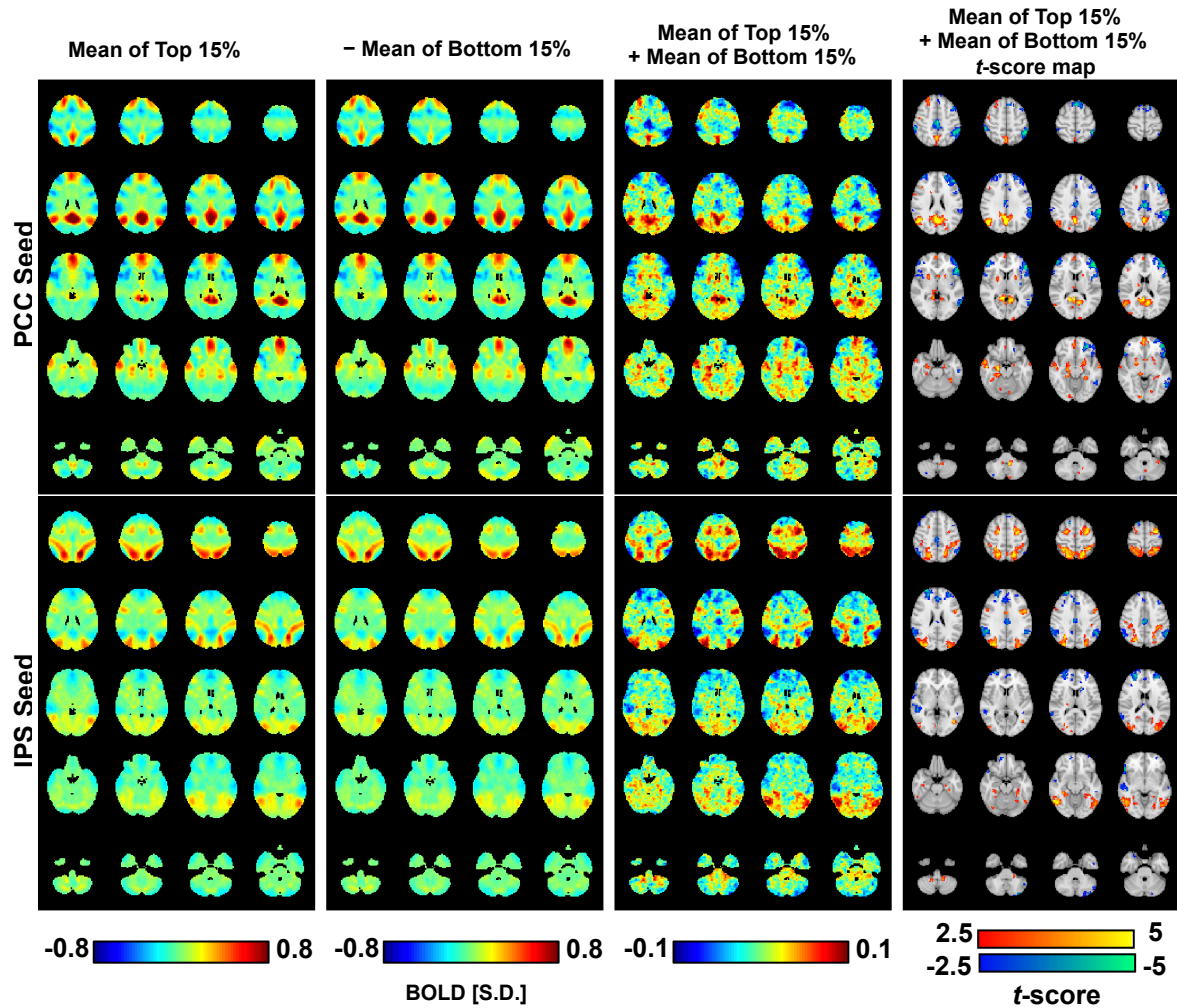 Mean of Top 15%
− Mean of Bottom 15%
Mean of Top 15%
+ Mean of Bottom 15%
Mean of Top 15%
+ Mean of Bottom 15%
t-score map
PCC Seed
IPS Seed
-0.8 0.8
-0.8 0.8
BOLD [S.D.]
-0.1 0.1
2.5 5
-2.5 -5
t-score